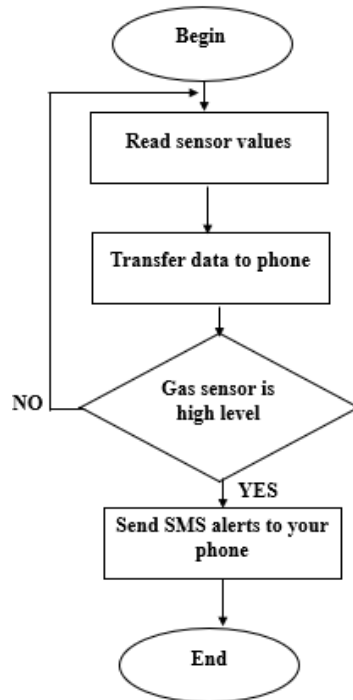 Begin
Read sensor values
Transfer data to phone
Gas sensor is
high level
NO
YES
Send SMS alerts to your
phone
End